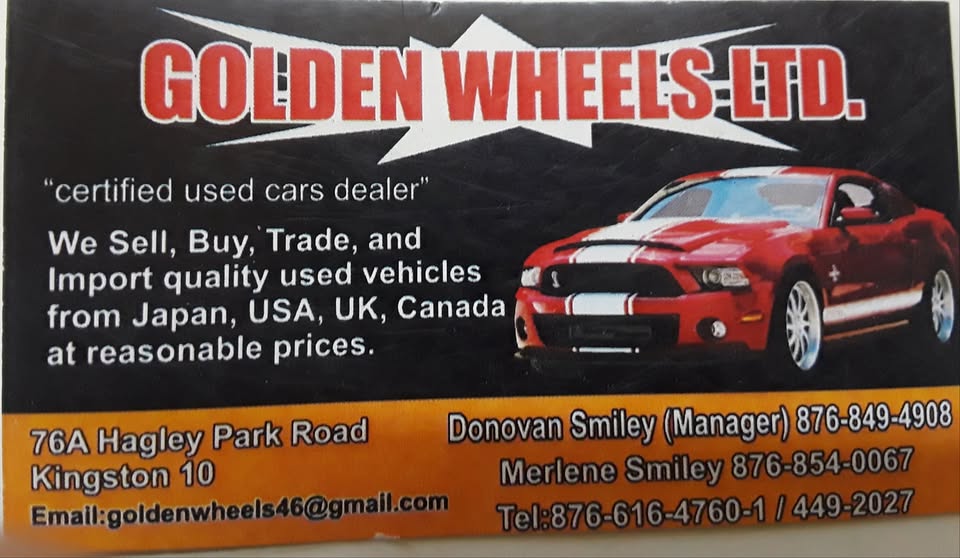 GOLDEN WHEELS LTD.
"certified used cars dealer"
We Sell, Buy, Trade, and
Import quality used vehicles
from Japan, USA, UK, Canada
at reasonable prices.
76A Hagley Park Road
Kingston 10
Email:goldenwheels46@gmail.com
Donovan Smiley (Manager) 876-849-4908
Merlene Smiley 876-854-0067
Tel:876-616-4760-1 / 449-2027